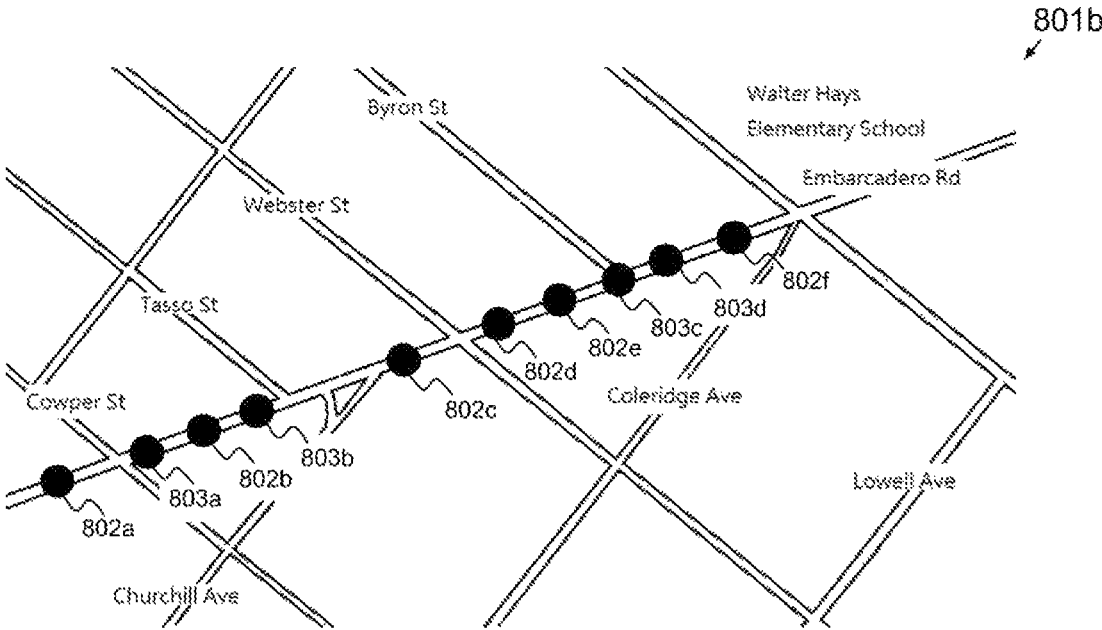 801b
Walter Hays
Elementary School
Byron St
Embarcadero Rd
Webster St
802f
803d
Tasso St
803c
802e
802d
Coleridge Ave
Cowper St
802c
803b
802b
Lowell Ave
803a
802a
Churchill Ave